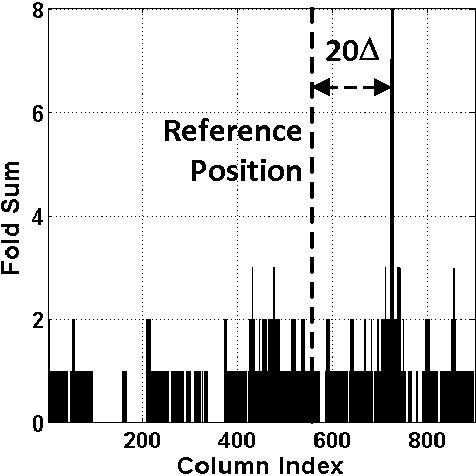 8
20Δ
6
Reference
Position
4
2
0
200 400 600 800
Column Index
Fold Sum